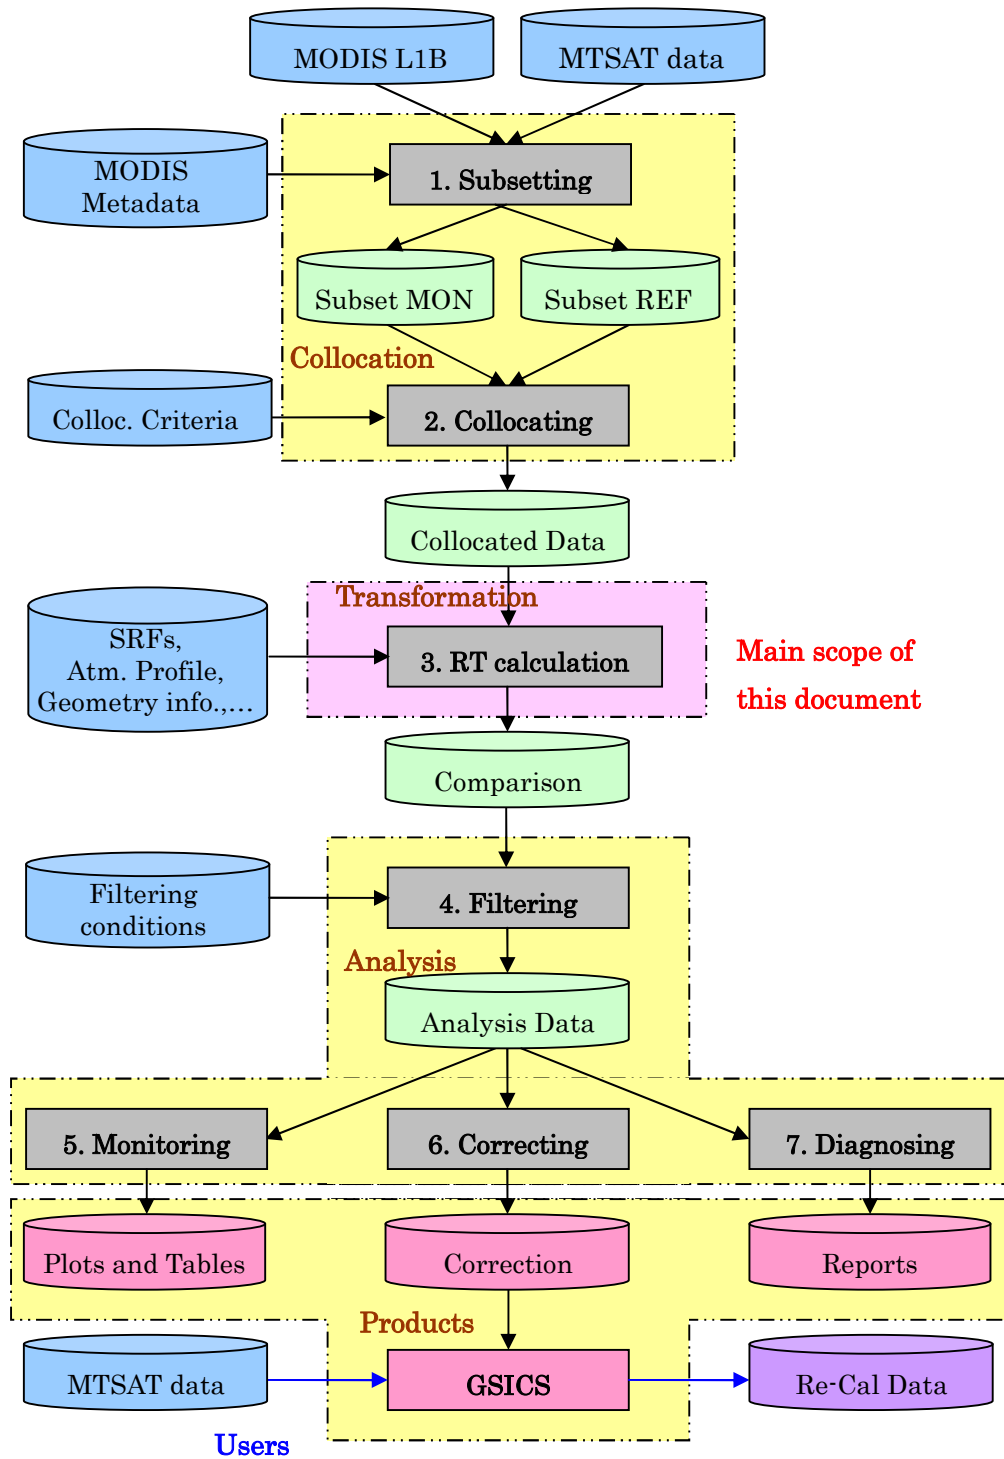 MODIS L1B
MTSAT data
MODIS
Metadata
1. Subsetting
Subset MON
Subset REF
Collocation
Colloc. Criteria
2. Collocating
Collocated Data
Transformation
SRFs,
Atm. Profile,
Geometry info.,...
3. RT calculation
Main scope of
this document
Comparison
Filtering
conditions
4. Filtering
Analysis
Analysis Data
5. Monitoring
6. Correcting
7. Diagnosing
Plots and Tables
Correction
Reports
Products
MTSAT data
GSICS
Re-Cal Data
Users